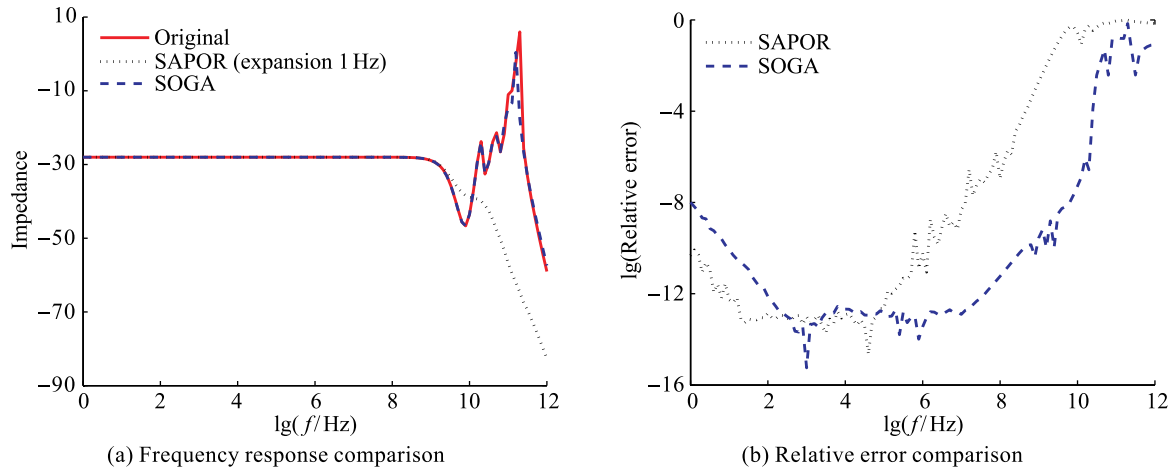 10
−10
−30
−50
−70
−90
Impedance
Original
SAPOR (expansion 1 Hz)
SOGA
0 2 4 6 8 10 12
lg(f/Hz)
(a) Frequency response comparison
0
−4
−8
−12
−16
lg(Relative error)
SAPOR
SOGA
0 2 4 6 8 10 12
lg(f/Hz)
(b) Relative error comparison